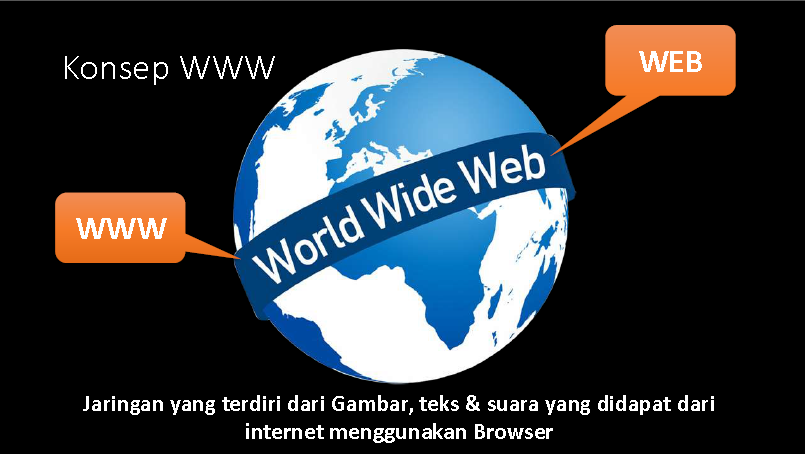 Konsep WWW
WEB
World Wide Web
WWW
Jaringan yang terdiri dari Gambar, teks & suara yang didapat dari
internet menggunakan Browser